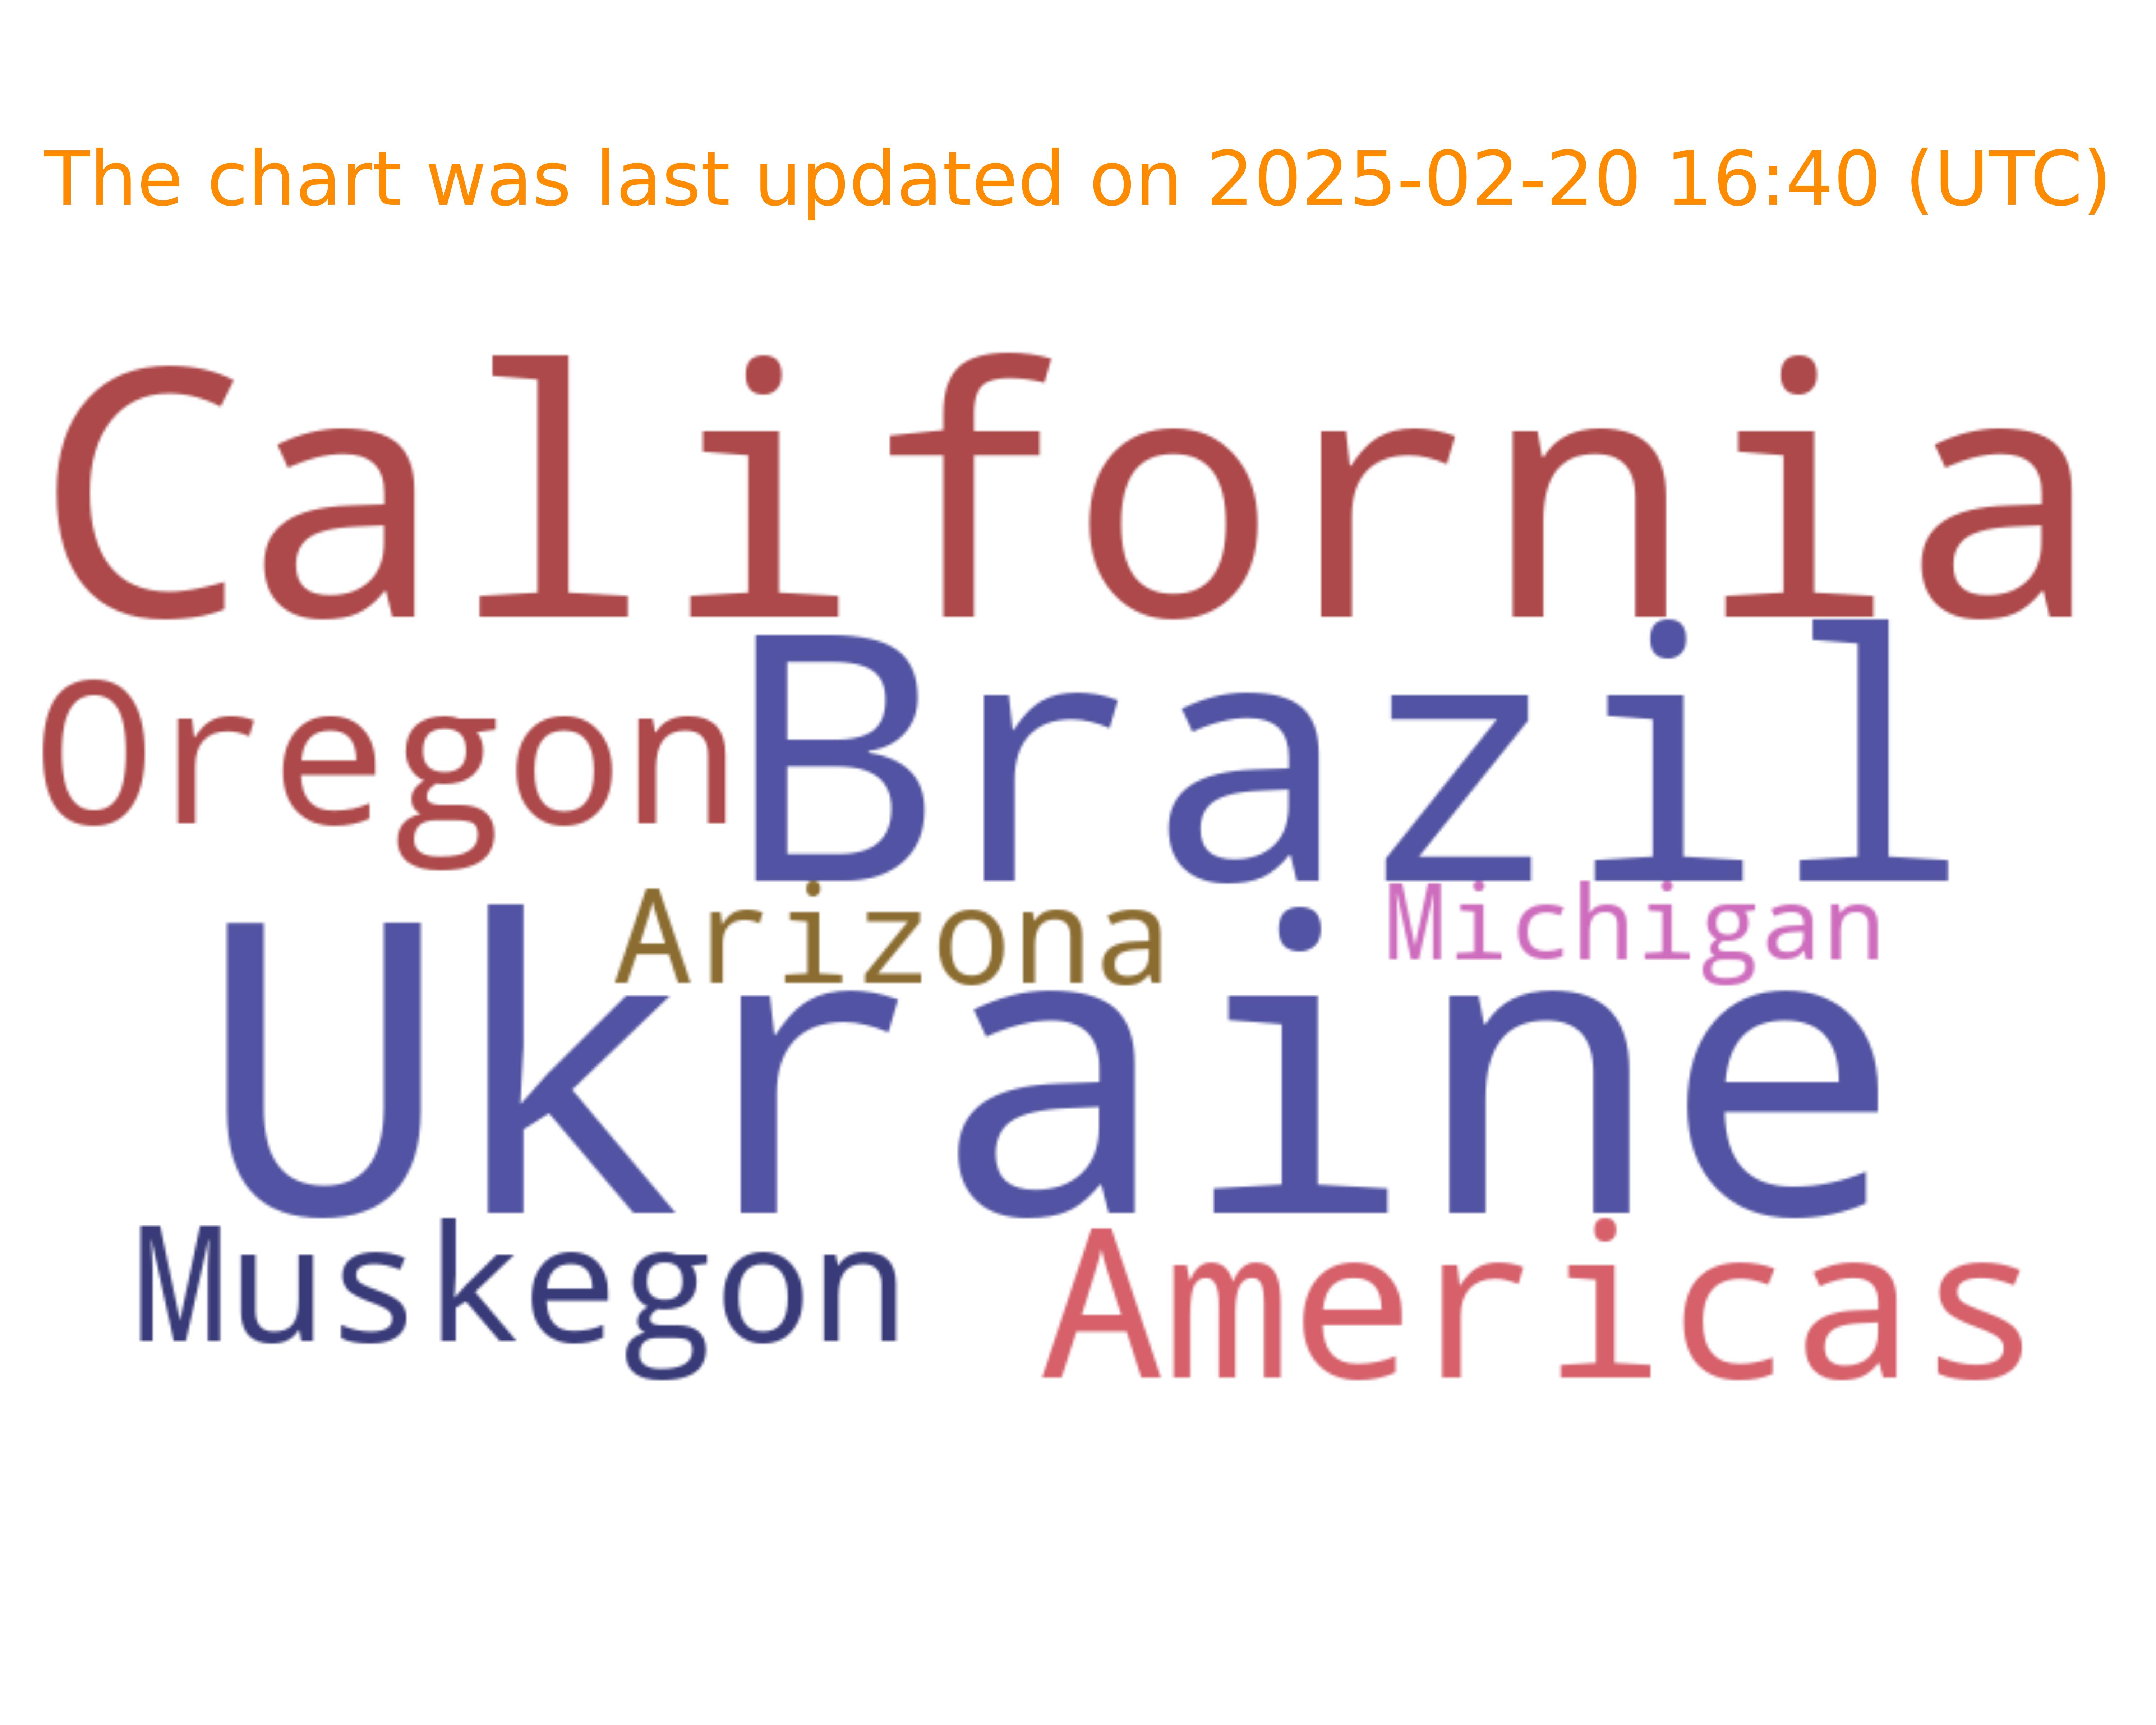 The chart was last updated on 2025-02-20 16:40 (UTC)
California
Oregon
Brazil
Arizona
Michigan
Ukraine
Muskegon
Americas